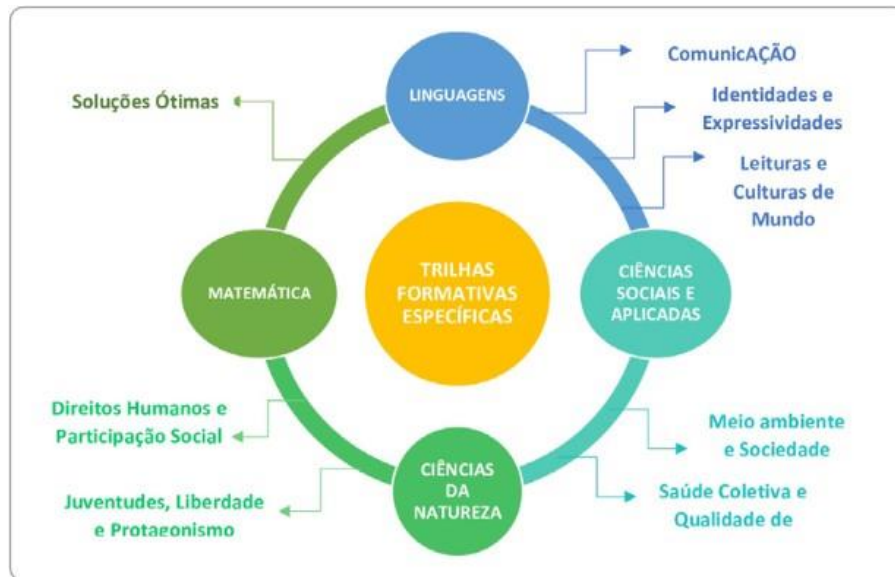 LINGUAGENS
ComunicAÇÃO
Identidades e
Expressividades
Leituras e
Culturas de
Mundo
Soluções Ótimas
MATEMÁTICA
TRILHAS
FORMATIVAS
ESPECÍFICAS
CIÊNCIAS
SOCIAIS E
APLICADAS
Direitos Humanos e
Participação Social
Juventudes, Liberdade
e Protagonismo
CIÊNCIAS
DA
NATUREZA
Meio ambiente
e Sociedade
Saúde Coletiva e
Qualidade de